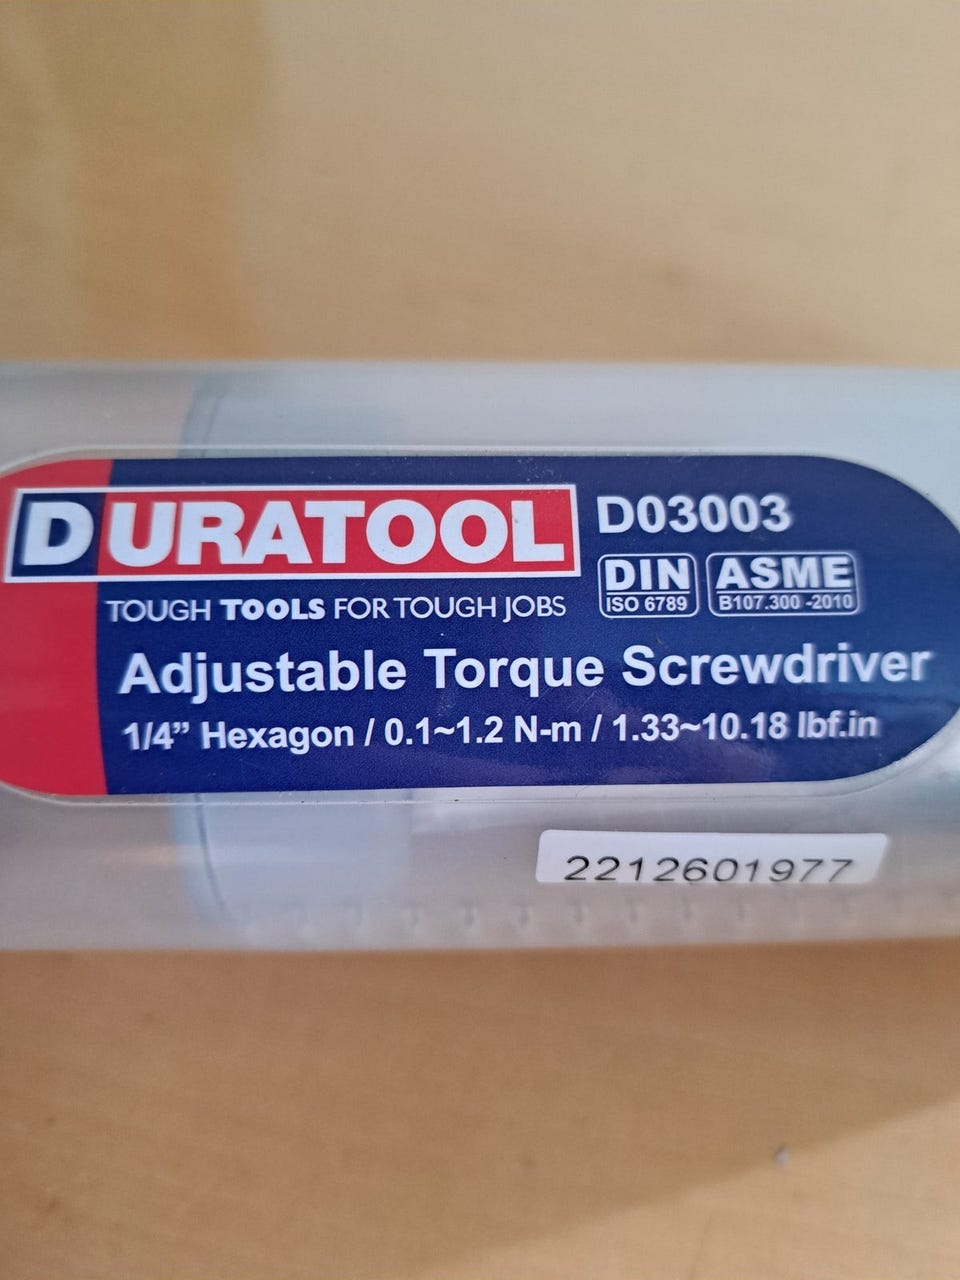 DURATOOL
D03003
TOUGH TOOLS FOR TOUGH JOBS
DIN
ISO 6789
ASME
B107.300 -2010
Adjustable Torque Screwdriver
1/4” Hexagon / 0.1~1.2 N-m / 1.33~10.18 lbf.in
2212601977